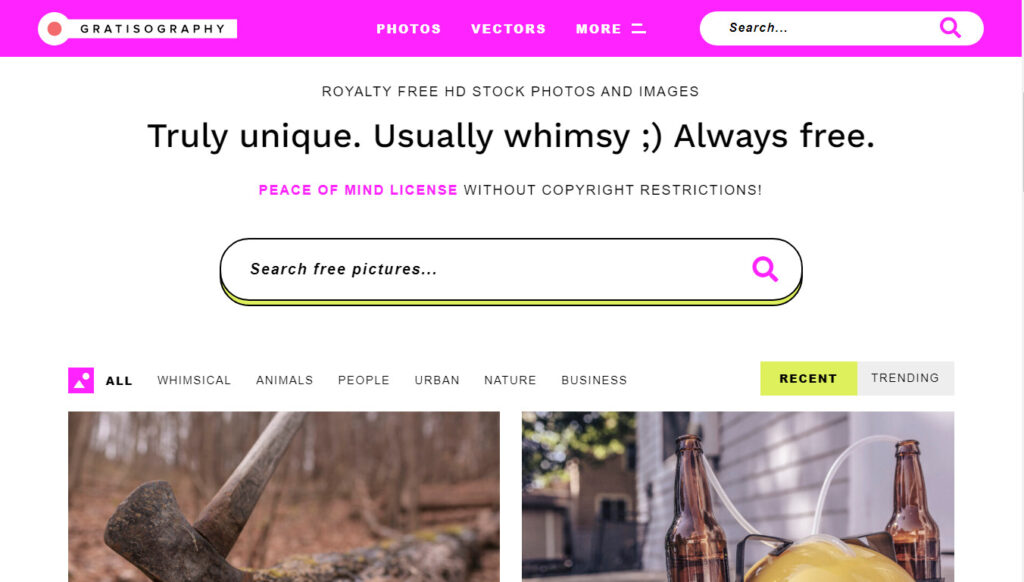 GRATISOGRAPHY
PHOTOS VECTORS MORE
Search...
ROYALTY FREE HD STOCK PHOTOS AND IMAGES
Truly unique. Usually whimsy ;) Always free.
PEACE OF MIND LICENSE WITHOUT COPYRIGHT RESTRICTIONS!
Search free pictures...
ALL WHIMSICAL ANIMALS PEOPLE URBAN NATURE BUSINESS
RECENT TRENDING